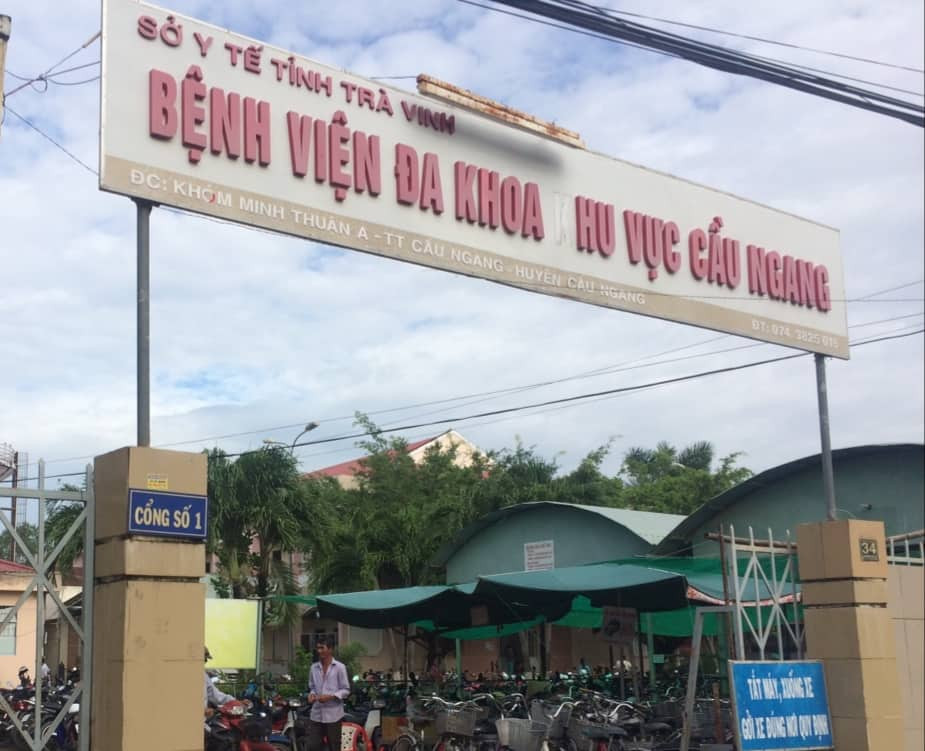 SỞ Y TẾ TỈNH TRÀ VINH
BỆNH VIỆN ĐA KHOA KHU VỰC CẦU NGANG
ĐC: KHÓM MINH THUẬN A - TT CẦU NGANG - HUYỆN CẦU NGANG
ĐT: 074. 3825 015
CỔNG SỐ 1
34
TẮT MÁY, XUỐNG XE
GỞI XE ĐÚNG NƠI QUY ĐỊNH